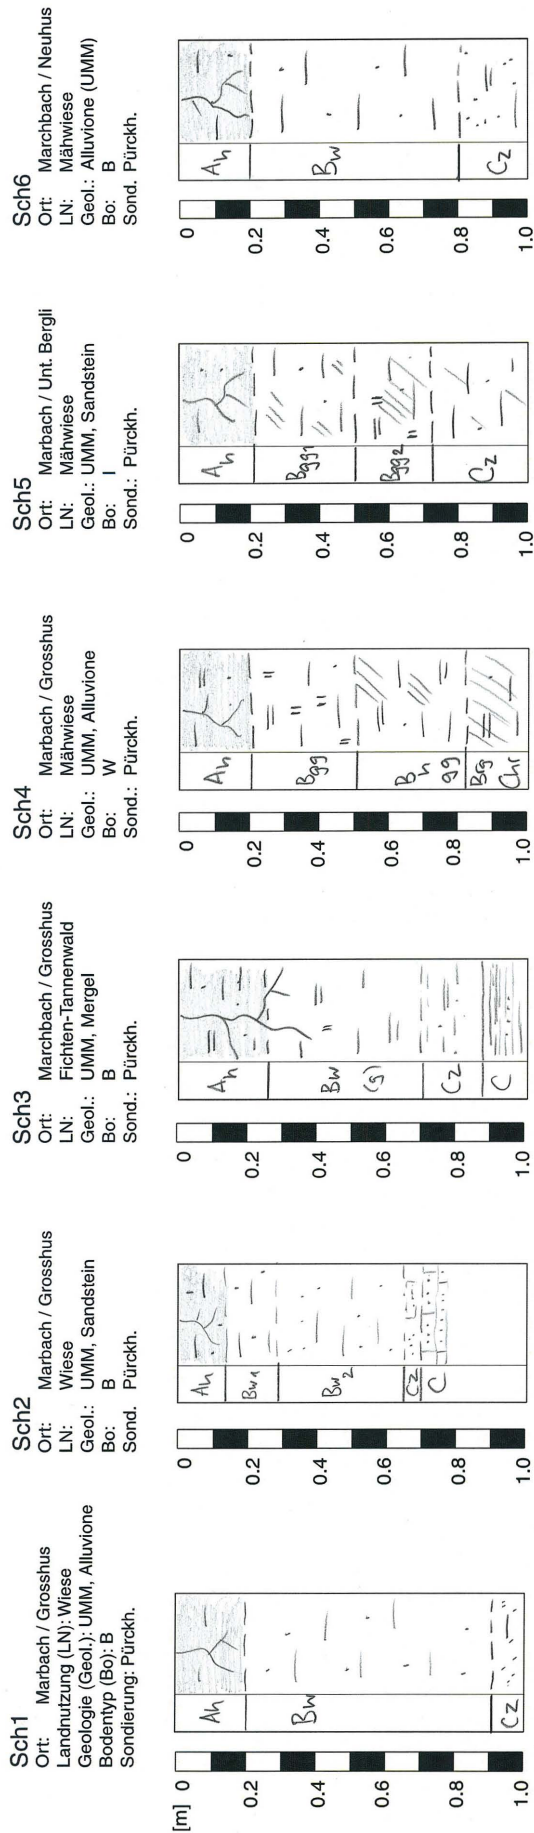 Sch1
Ort: Marbach / Grosshus
Landnutzung (LN): Wiese
Geologie (Geol.): UMM, Alluvione
Bodentyp (Bo): B
Sondierung: Pürckh.
[m]
0
0.2
0.4
0.6
0.8
1.0
Ah
Bw
Cz
Sch2
Ort: Marbach / Grosshus
LN: Wiese
Geol.: UMM, Sandstein
Bo: B
Sond. Pürckh.
0
0.2
0.4
0.6
0.8
1.0
Ah
Bw1
Bw2
Cz
C
Sch3
Ort: Marchbach / Grosshus
LN: Fichten-Tannenwald
Geol.: UMM, Mergel
Bo: B
Sond.: Pürckh.
0
0.2
0.4
0.6
0.8
1.0
Ah
Bw
(g)
Cz
C
Sch4
Ort: Marbach / Grosshus
LN: Mähwiese
Geol.: UMM, Alluvione
Bo: W
Sond.: Pürckh.
0
0.2
0.4
0.6
0.8
1.0
Ah
Bgg
Bh
gg
Brg
Chr
Sch5
Ort: Marbach / Unt. Bergli
LN: Mähwiese
Geol.: UMM, Sandstein
Bo: I
Sond.: Pürckh.
0
0.2
0.4
0.6
0.8
1.0
Ah
Bgg1
Bgg2
Cz
Sch6
Ort: Marchbach / Neuhus
LN: Mähwiese
Geol.: Alluvione (UMM)
Bo: B
Sond. Pürckh.
0
0.2
0.4
0.6
0.8
1.0
Ah
Bw
Cz